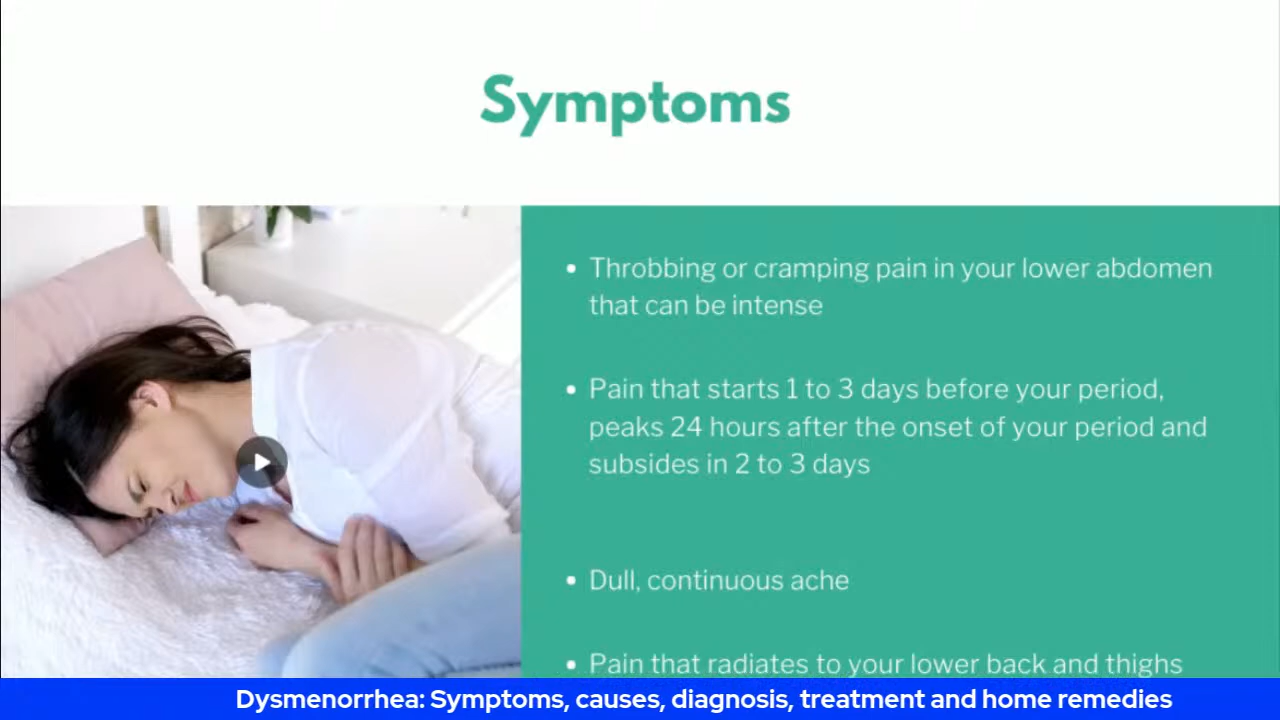 Symptoms
• Throbbing or cramping pain in your lower abdomen
that can be intense
• Pain that starts 1 to 3 days before your period,
peaks 24 hours after the onset of your period and
subsides in 2 to 3 days
• Dull, continuous ache
• Pain that radiates to your lower back and thighs
Dysmenorrhea: Symptoms, causes, diagnosis, treatment and home remedies